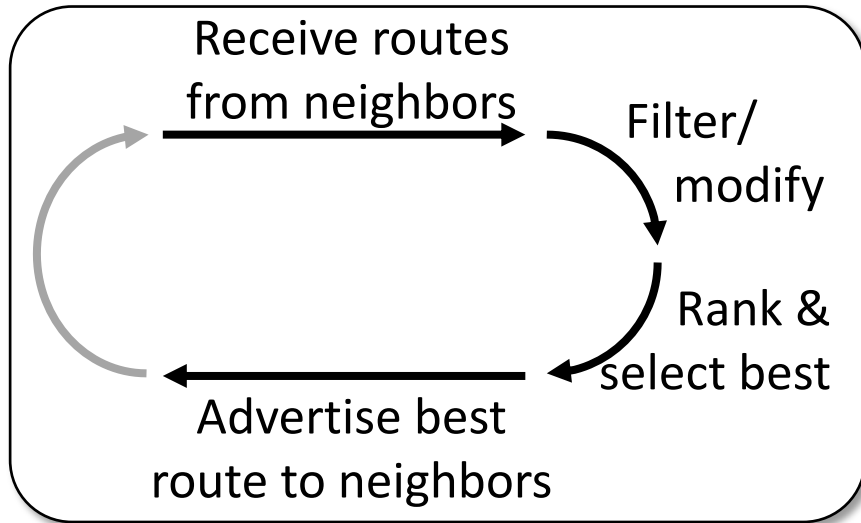 Receive routes
from neighbors
Filter/
modify
Rank &
select best
Advertise best
route to neighbors